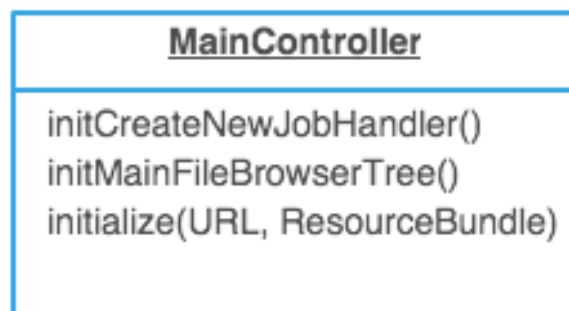 MainController
initCreateNewJobHandler()
initMainFileBrowserTree()
initialize(URL, ResourceBundle)